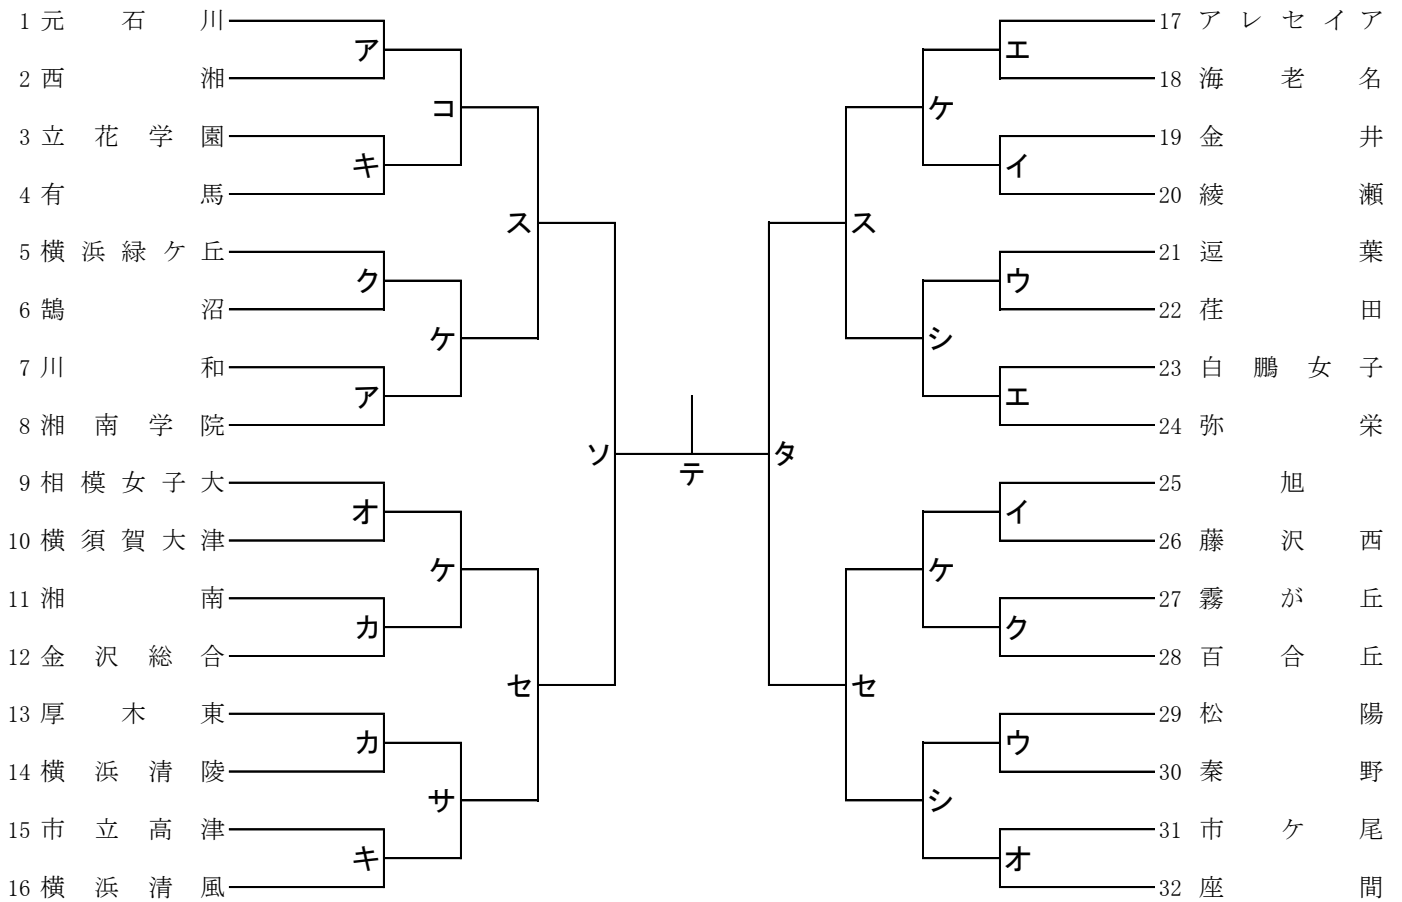 1 元石川
ア
2 西湘
コ
3 立花学園
キ
4 有馬
ス
5 横浜緑ケ丘
ク
6 鵠沼
ケ
7 川和
ア
8 湘南学院
ソ
9 相模女子大
オ
10 横須賀大津
ケ
11 湘南
カ
12 金沢総合
セ
13 厚木東
カ
14 横浜清陵
サ
15 市立高津
キ
16 横浜清風
テ
17 アレセイア
エ
18 海老名
ケ
19 金井
イ
20 綾瀬
ス
21 逗葉
ウ
22 荏田
シ
23 白鵬女子
エ
24 弥栄
タ
25 旭
イ
26 藤沢西
ケ
27 霧が丘
ク
28 百合丘
セ
29 松陽
ウ
30 秦野
シ
31 市ケ尾
オ
32 座間